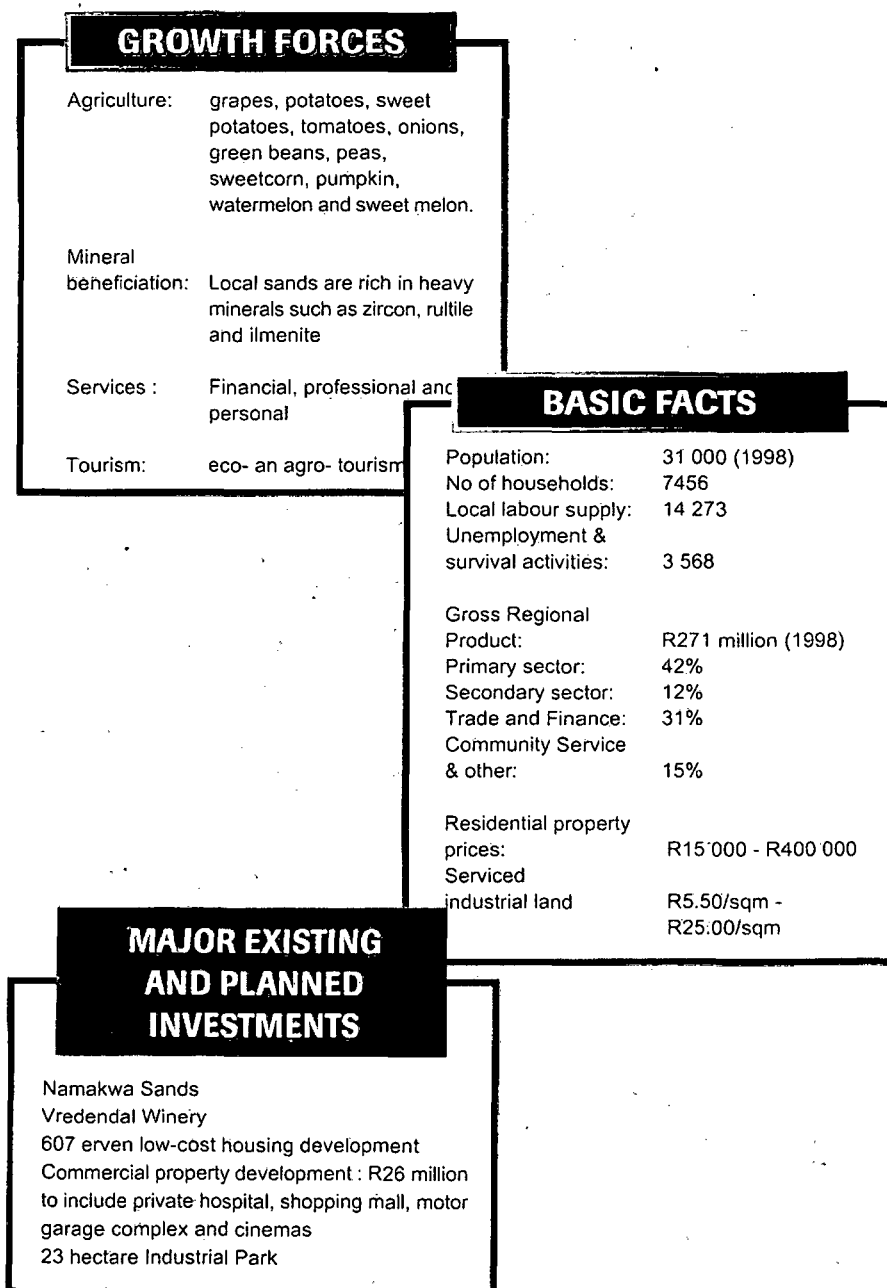 GROWTH FORCES
Agriculture: grapes, potatoes, sweet
potatoes, tomatoes, onions,
green beans, peas,
sweetcorn, pumpkin,
watermelon and sweet melon.
Mineral
beneficiation: Local sands are rich in heavy
minerals such as zircon, rultile
and ilmenite
Services : Financial, professional and
personal
Tourism: eco- an agro- tourism
BASIC FACTS
Population: 31 000 (1998)
No of households: 7456
Local labour supply: 14 273
Unemployment &
survival activities: 3 568
Gross Regional
Product: R271 million (1998)
Primary sector: 42%
Secondary sector: 12%
Trade and Finance: 31%
Community Service
& other: 15%
Residential property
prices: R15 000 - R400 000
Serviced
industrial land R5.50/sqm -
R25.00/sqm
MAJOR EXISTING
AND PLANNED
INVESTMENTS
Namakwa Sands
Vredendal Winery
607 erven low-cost housing development
Commercial property development : R26 million
to include private hospital, shopping mall, motor
garage complex and cinemas
23 hectare Industrial Park